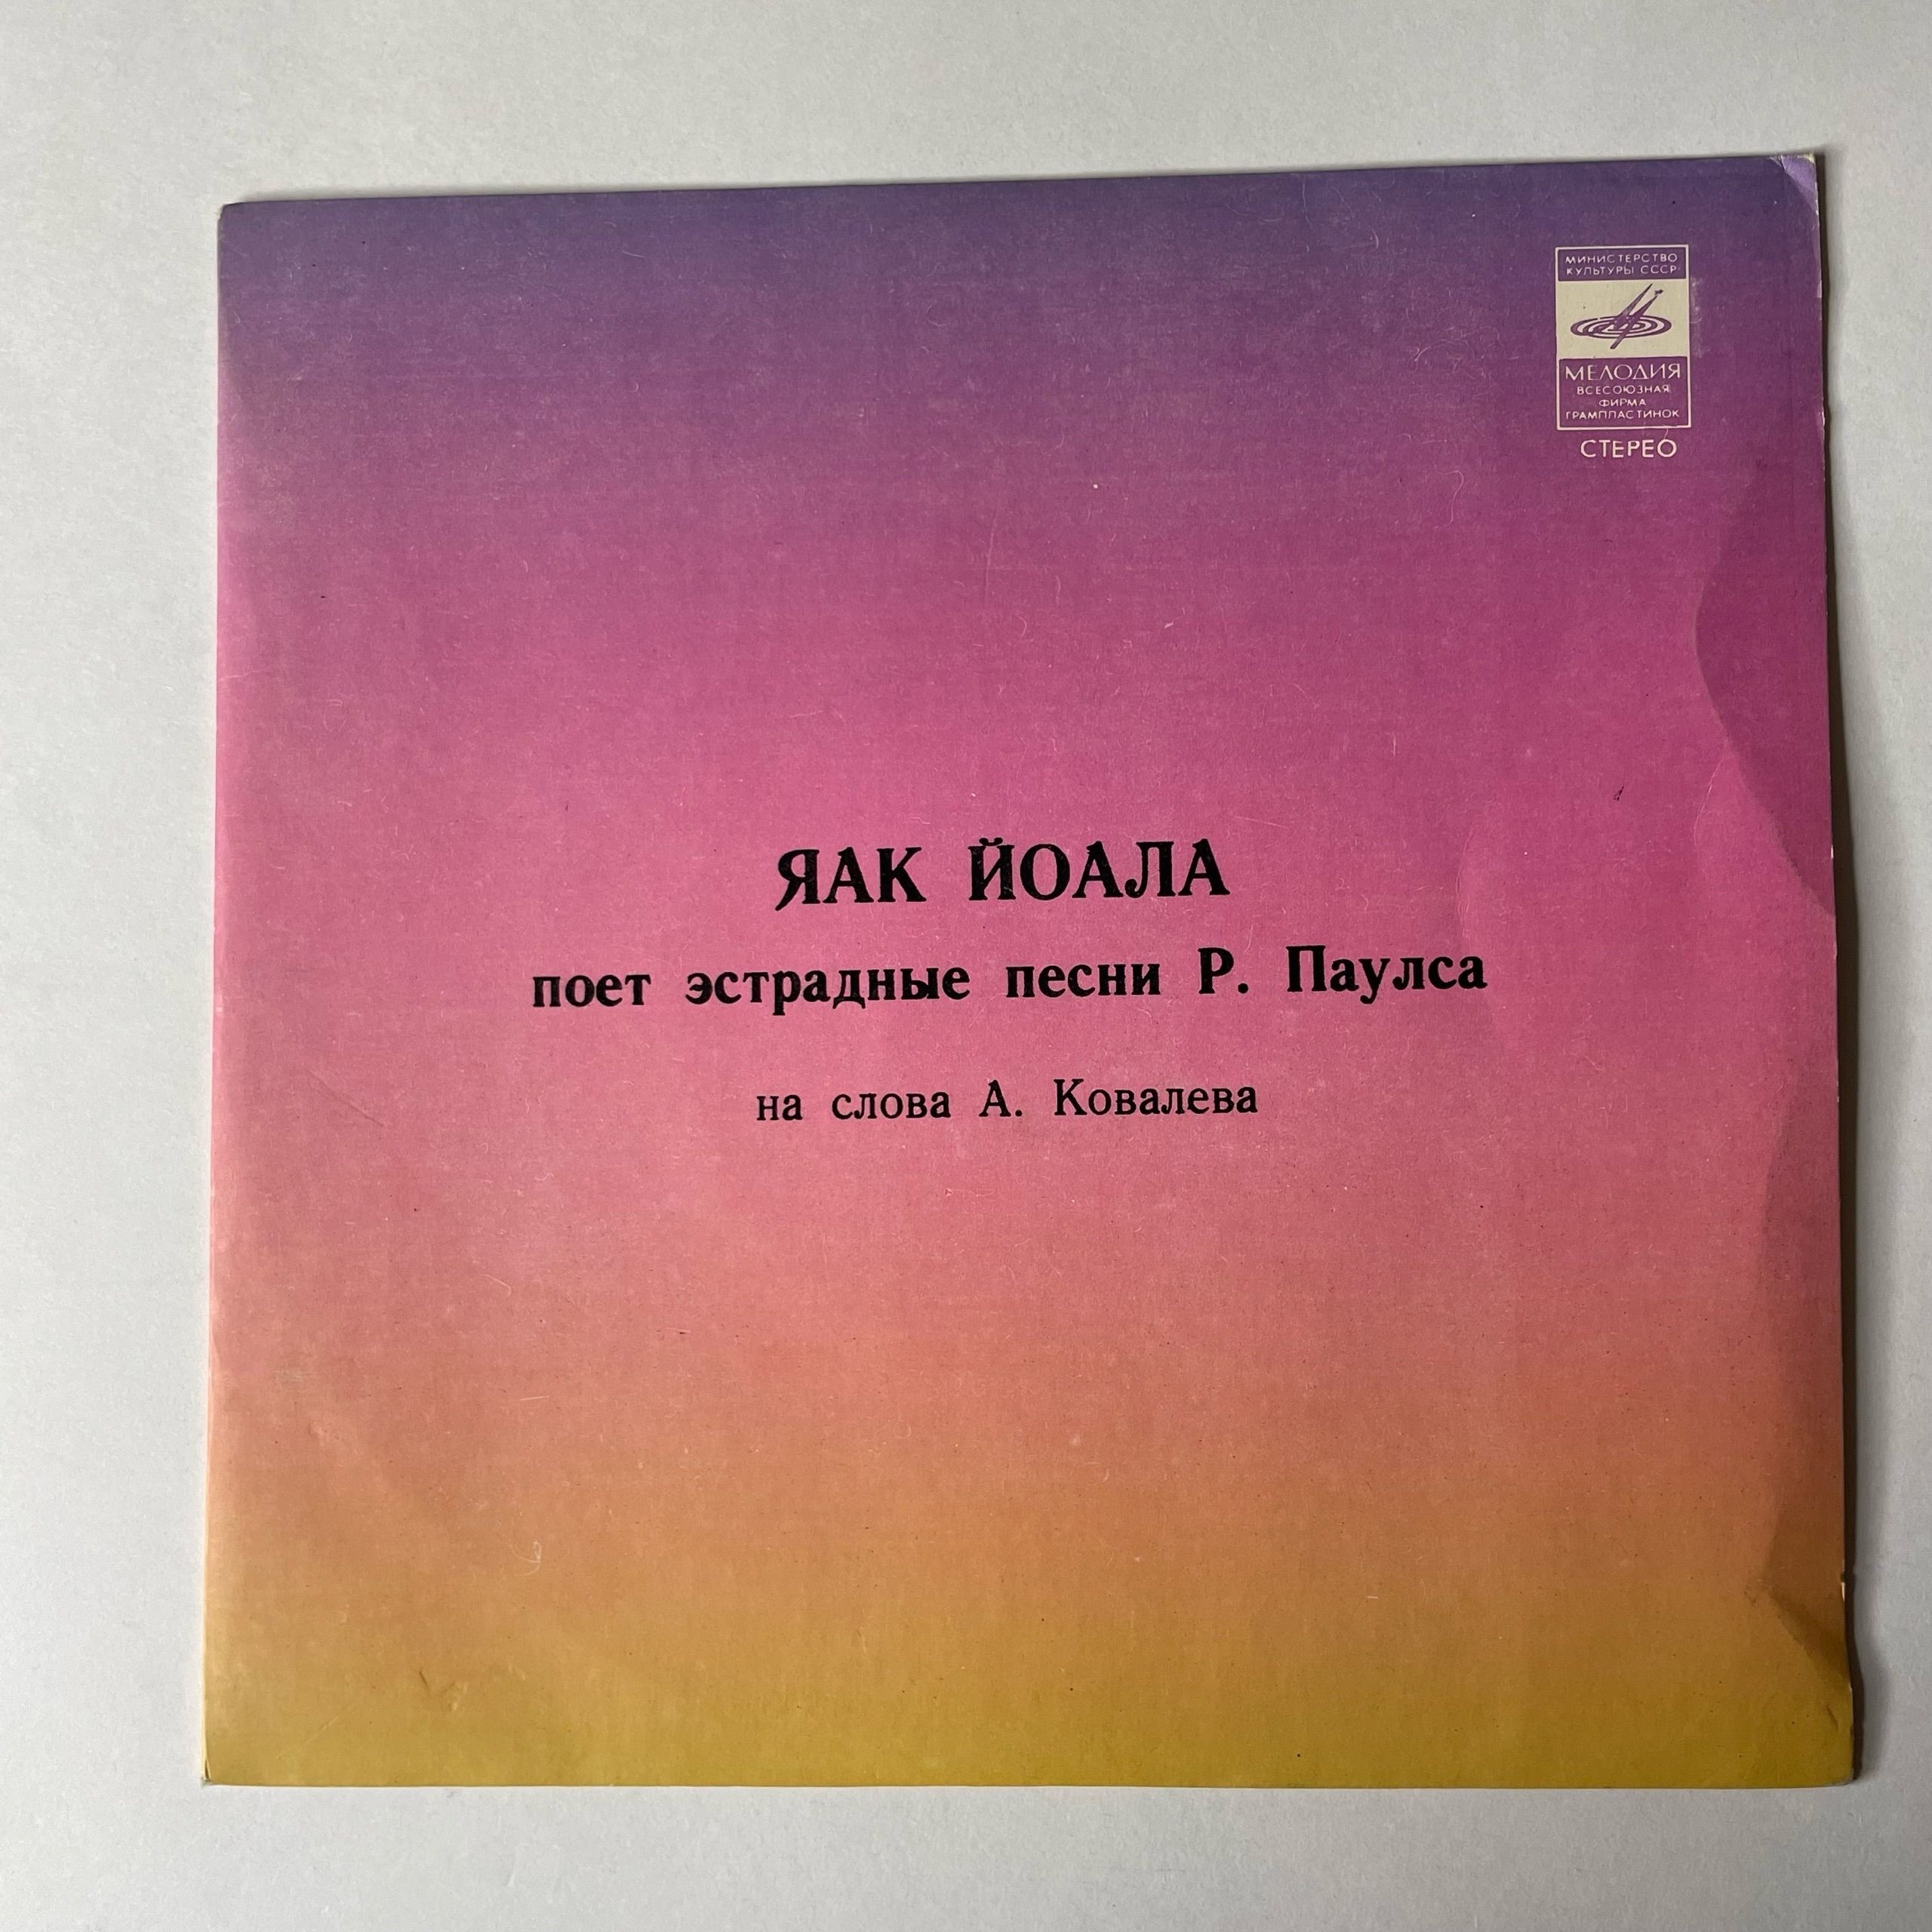 МИНИСТЕРСТВО
КУЛЬТУРЫ СССР
МЕЛОДИЯ
ВСЕСОЮЗНАЯ
ФИРМА
ГРАМПЛАСТИНОК
СТЕРЕО
ЯАК ЙОАЛА
поет эстрадные песни Р. Паулса
на слова А. Ковалева